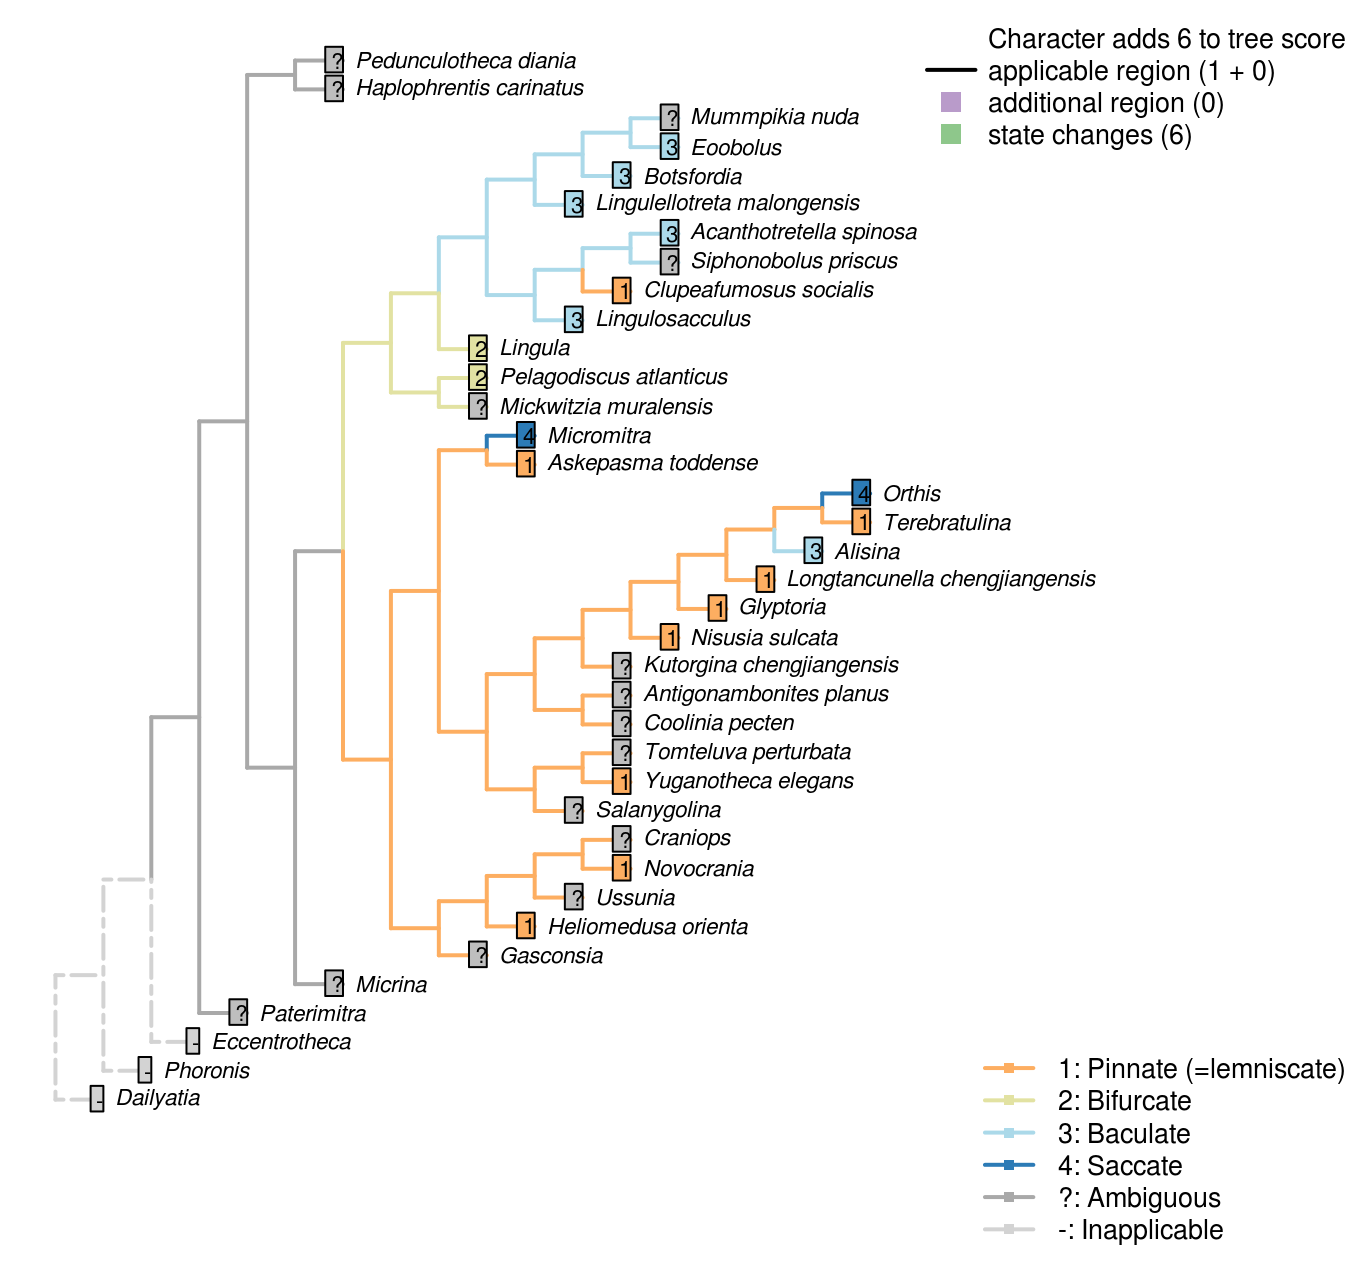 Character adds 6 to tree score
applicable region (1 + 0)
additional region (0)
state changes (6)
? Pedunculotheca diania
? Haplophrentis carinatus
? Mummpikia nuda
3 Eoobolus
3 Botsfordia
3 Lingulellotreta malongensis
3 Acanthotretella spinosa
? Siphonobolus priscus
1 Clupeafumosus socialis
3 Lingulosacculus
2 Lingula
2 Pelagodiscus atlanticus
? Mickwitzia muralensis
4 Micromitra
1 Askepasma toddense
4 Orthis
1 Terebratulina
3 Alisina
1 Longtancunella chengjiangensis
1 Glyptoria
1 Nisusia sulcata
? Kutorgina chengjiangensis
? Antigonambonites planus
? Coolinia pecten
? Tomteluva perturbata
1 Yuganotheca elegans
? Salanygolina
? Craniops
1 Novocrania
? Ussunia
1 Heliomedusa orienta
? Gasconsia
? Micrina
? Paterimitra
- Eccentrotheca
- Phoronis
- Dailyatia
1: Pinnate (=lemniscate)
2: Bifurcate
3: Baculate
4: Saccate
?: Ambiguous
-: Inapplicable